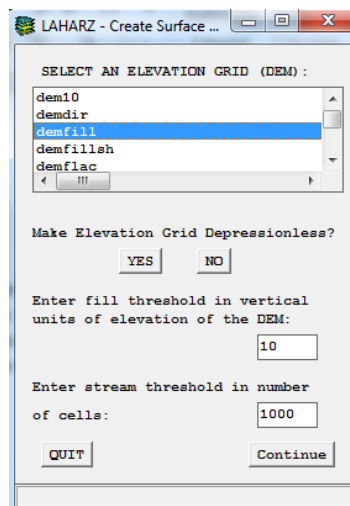 LAHARZ - Create Surface ...
SELECT AN ELEVATION GRID (DEM):
dem10
demdir
demfill
demfillsh
demflac
Make Elevation Grid Depressionless?
YES NO
Enter fill threshold in vertical
units of elevation of the DEM:
10
Enter stream threshold in number
of cells: 1000
QUIT Continue